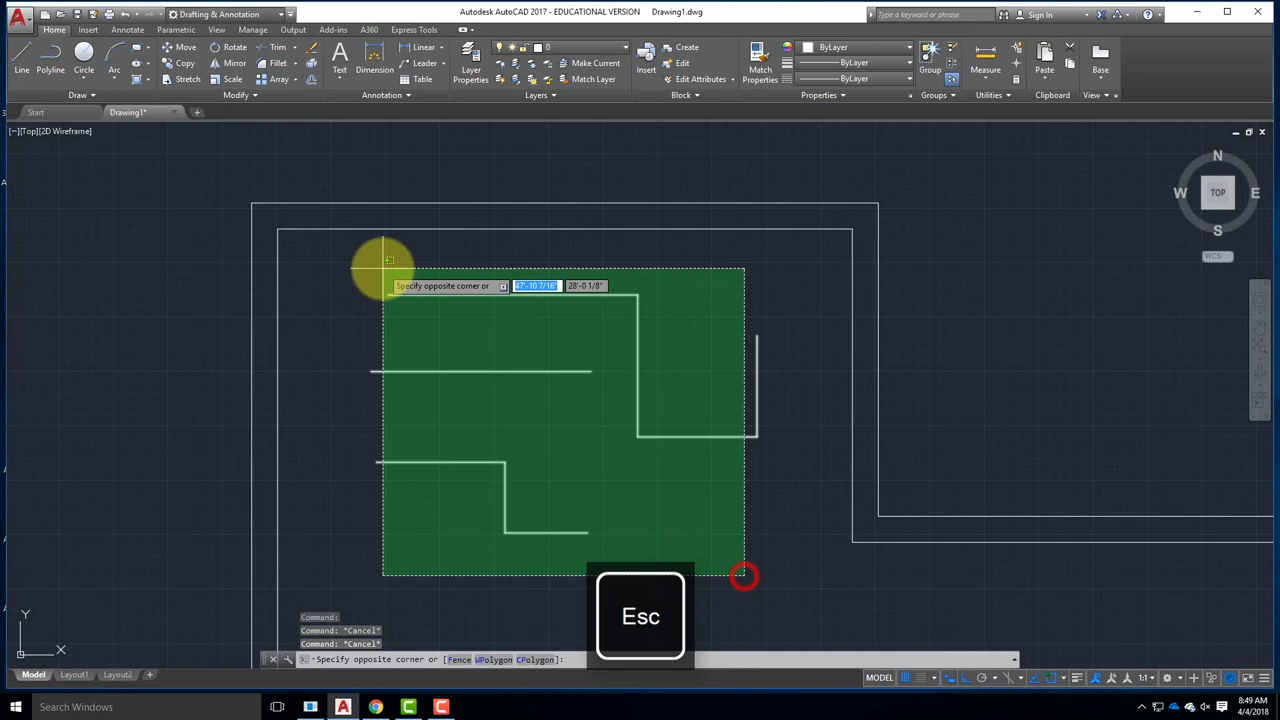 Drafting & Annotation
Autodesk AutoCAD 2017 - EDUCATIONAL VERSION Drawing1.dwg
Type a keyword or phrase
Sign In
Home Insert Annotate Parametric View Manage Output Add-ins A360 Express Tools
Line Polyline Circle Arc
Move Rotate Trim
Copy Mirror Fillet
Stretch Scale Array
Text Dimension
Linear
Leader
Table
Layer
Properties
0
Make Current
Match Layer
Insert
Create
Edit
Edit Attributes
Match
Properties
ByLayer
ByLayer
ByLayer
Group
Measure
Paste
Base
Draw Modify Annotation Layers Block Properties Groups Utilities Clipboard View
Start Drawing1*
[−][Top][2D Wireframe]
N
W TOP E
S
WCS
Specify opposite corner or 47'-10 7/16" 28'-0 1/8"
Esc
Y
X
Command:
Command: *Cancel*
Command: *Cancel*
Specify opposite corner or [Fence WPolygon CPolygon]:
Model Layout1 Layout2
MODEL
1:1
Search Windows
8:49 AM
4/4/2018